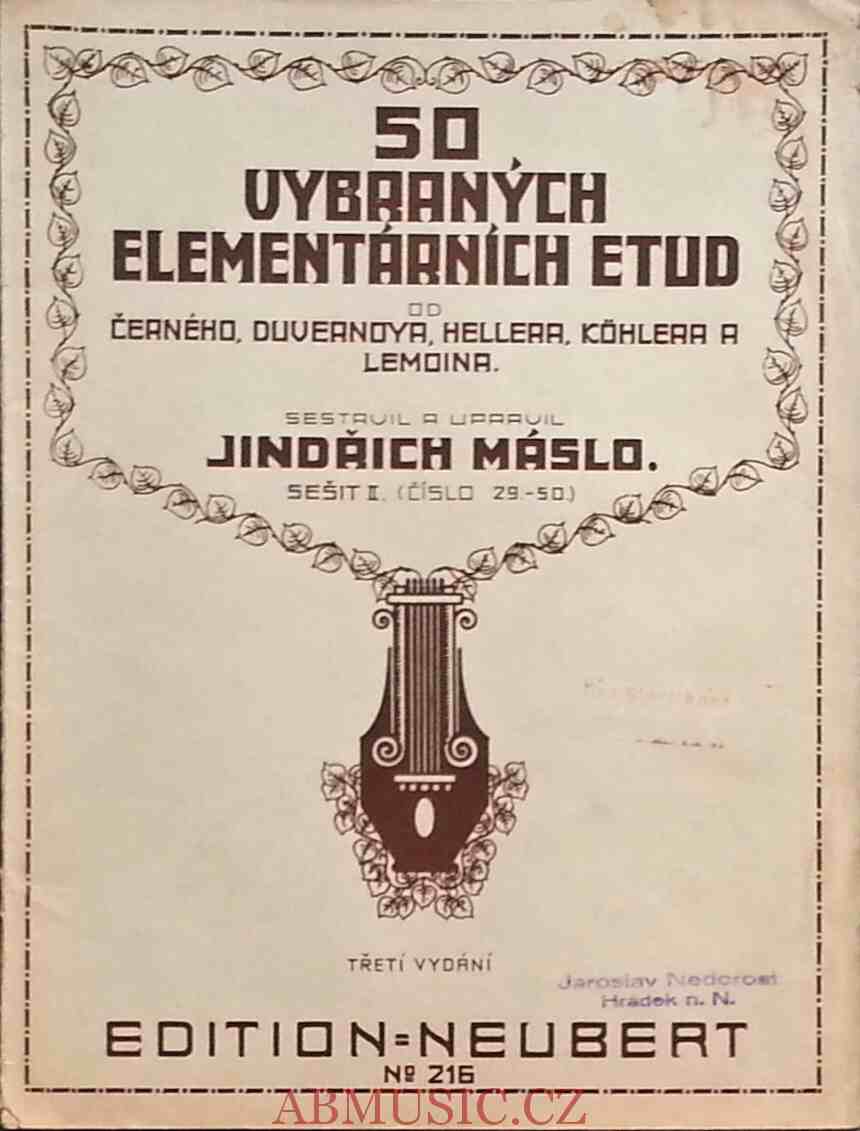 50
VYBRANÝCH
ELEMENTÁRNÍCH ETUD
OD
ČERNÉHO, DUVERNOYA, HELLERA, KÖHLERA A
LEMOINA.
SESTAVIL A UPRAVIL
JINDŘICH MÁSLO.
SEŠIT II. (ČÍSLO 29.-50.)
TŘETÍ VYDÁNÍ
Jaroslav Nedorost
Hradek n. N.
EDITION=NEUBERT
Nº 216
ABMUSIC.CZ